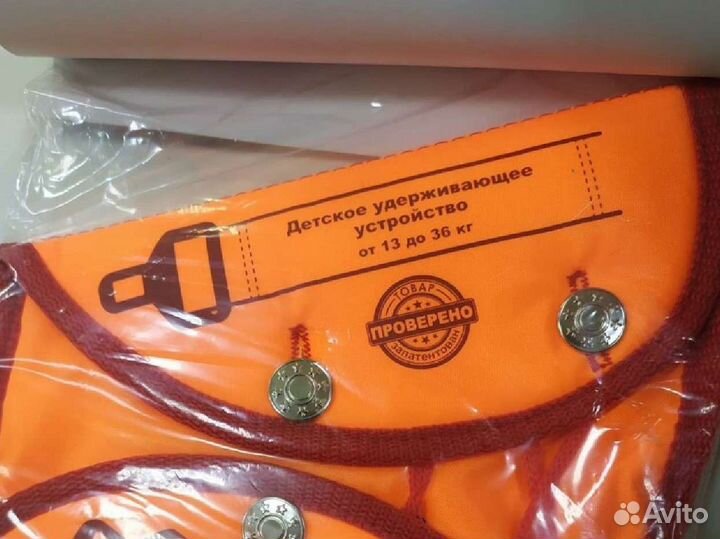 Детское удерживающее
устройство
от 13 до 36 кг
ТОВАР
ПРОВЕРЕНО
запатентован
Avito